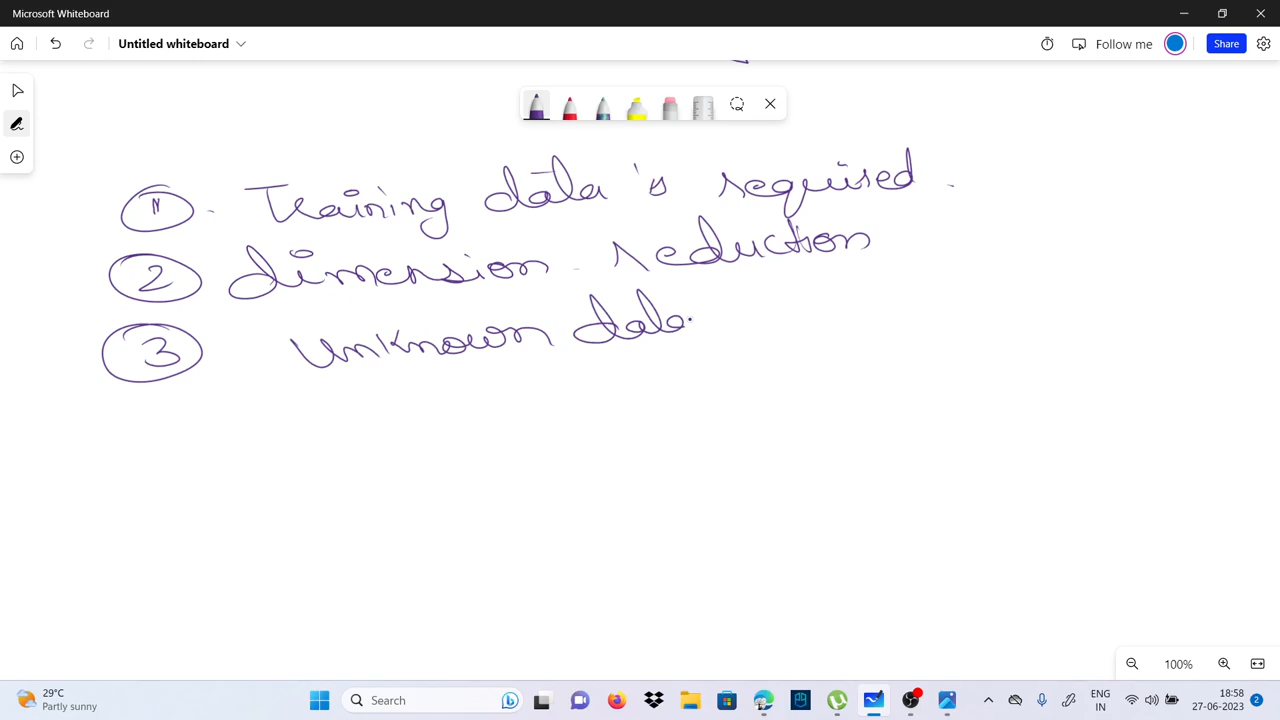 Microsoft Whiteboard
Untitled whiteboard
Follow me
Share
1. Training data is required.
2 dimension reduction
3 unknown data
100%
29°C
Partly sunny
Search
ENG
IN
18:58
27-06-2023
2